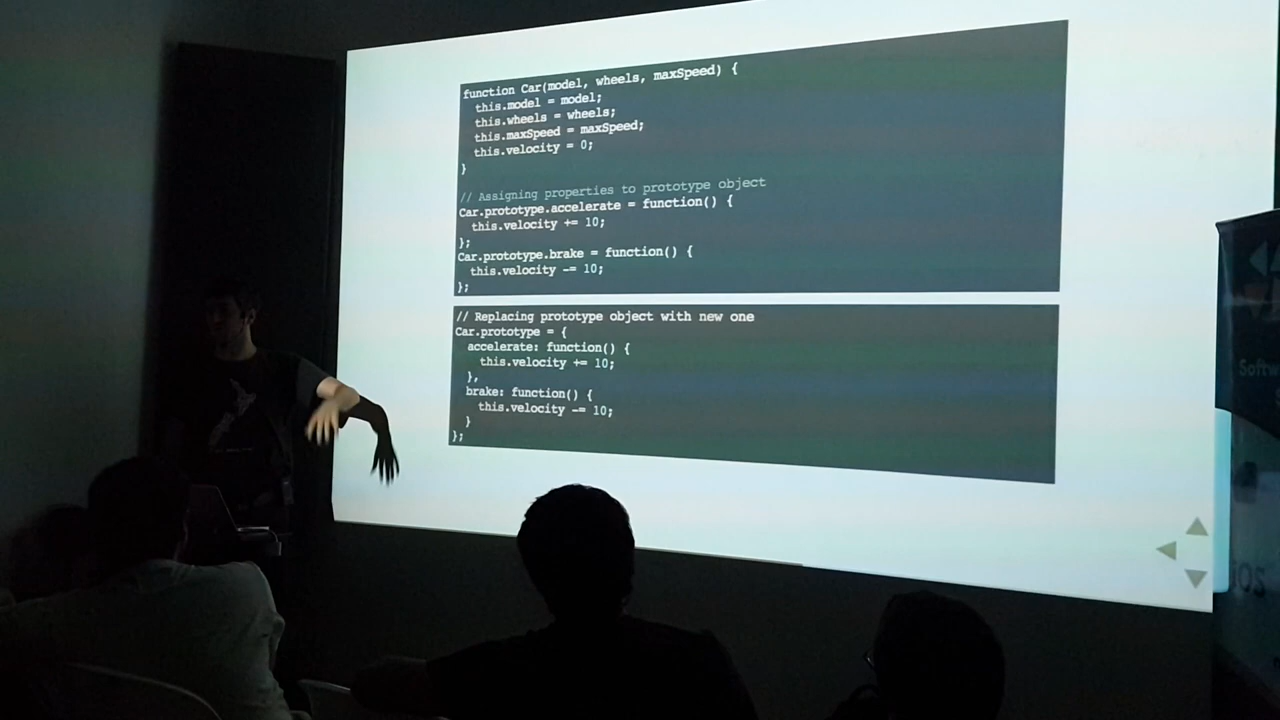 function Car(model, wheels, maxSpeed) {
  this.model = model;
  this.wheels = wheels;
  this.maxSpeed = maxSpeed;
  this.velocity = 0;
}
// Assigning properties to prototype object
Car.prototype.accelerate = function() {
  this.velocity += 10;
};
Car.prototype.brake = function() {
  this.velocity -= 10;
};
// Replacing prototype object with new one
Car.prototype = {
  accelerate: function() {
    this.velocity += 10;
  },
  brake: function() {
    this.velocity -= 10;
  }
};